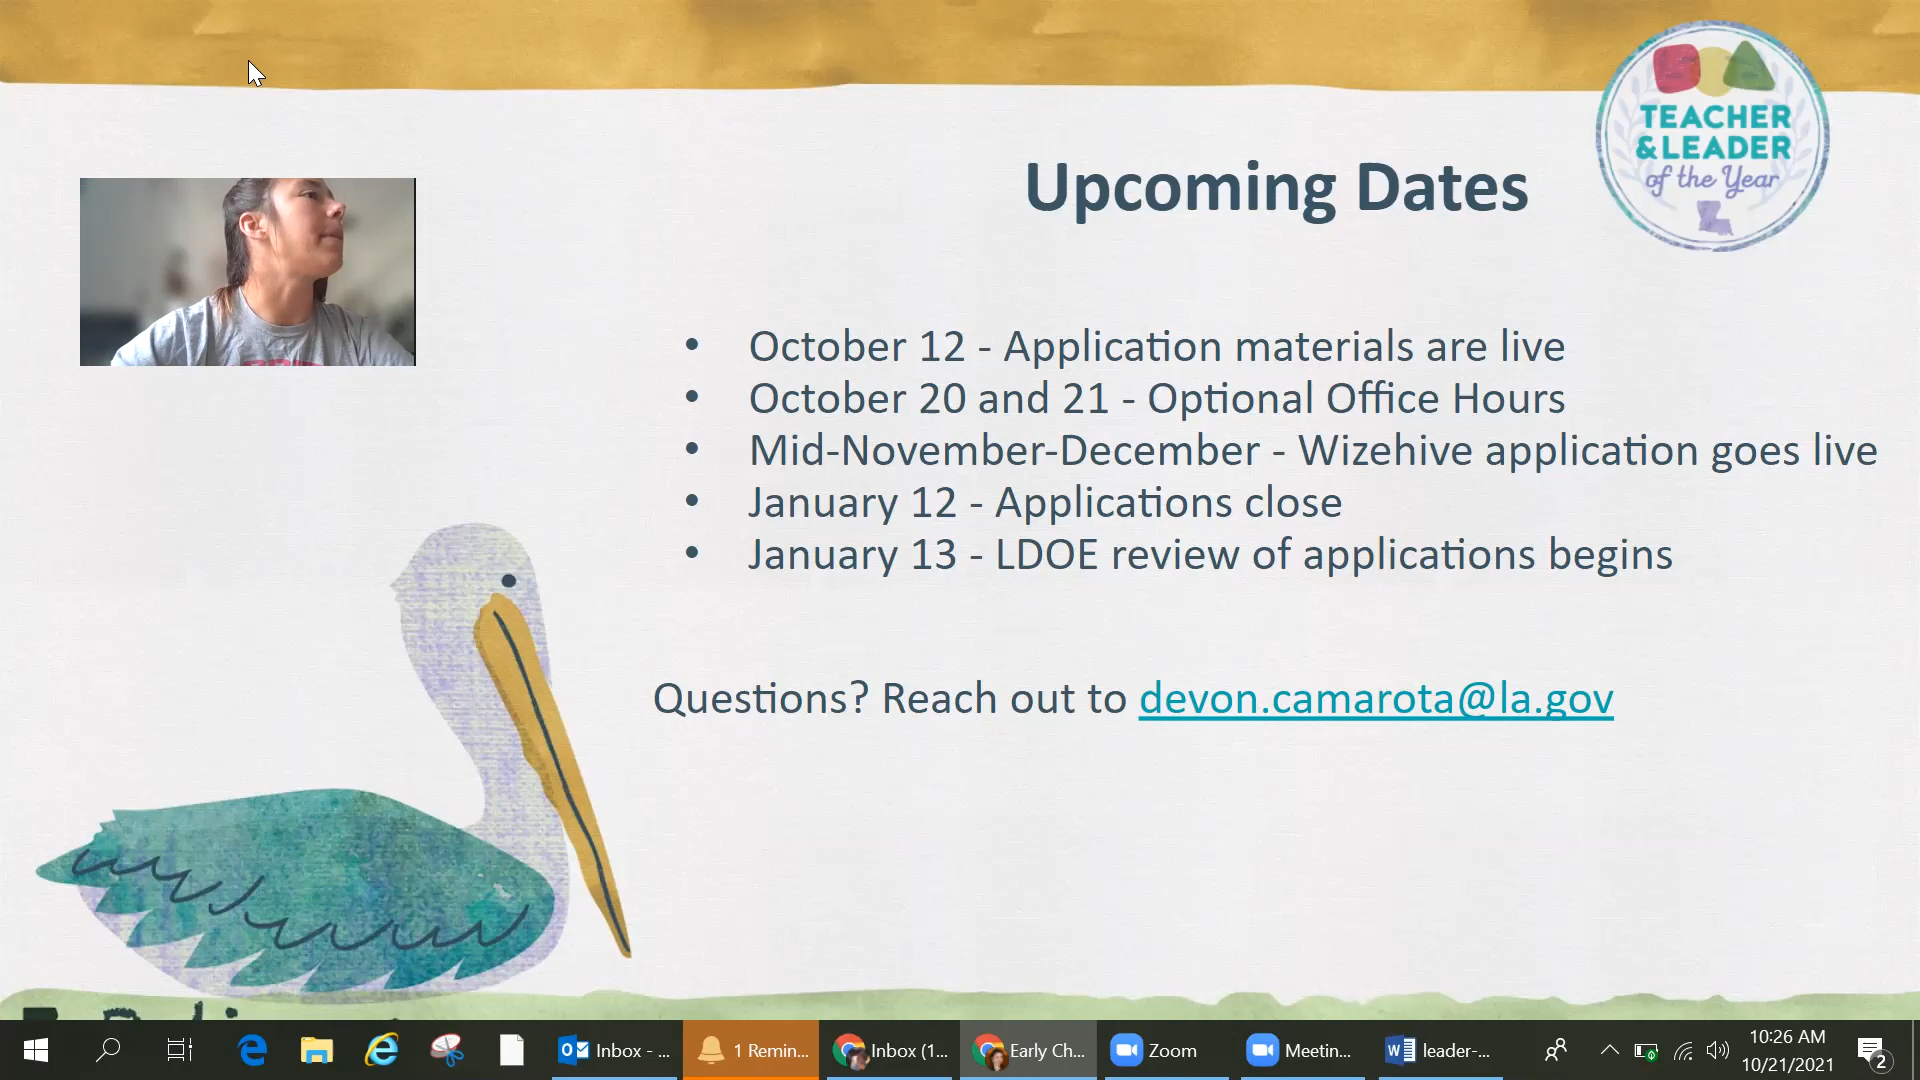 TEACHER
& LEADER
of the Year
Upcoming Dates
• October 12 - Application materials are live
• October 20 and 21 - Optional Office Hours
• Mid-November-December - Wizehive application goes live
• January 12 - Applications close
• January 13 - LDOE review of applications begins
Questions? Reach out to devon.camarota@la.gov
Inbox - ...
1 Remin...
Inbox (1...
Early Ch...
Zoom
Meetin...
leader-...
10:26 AM
10/21/2021
2